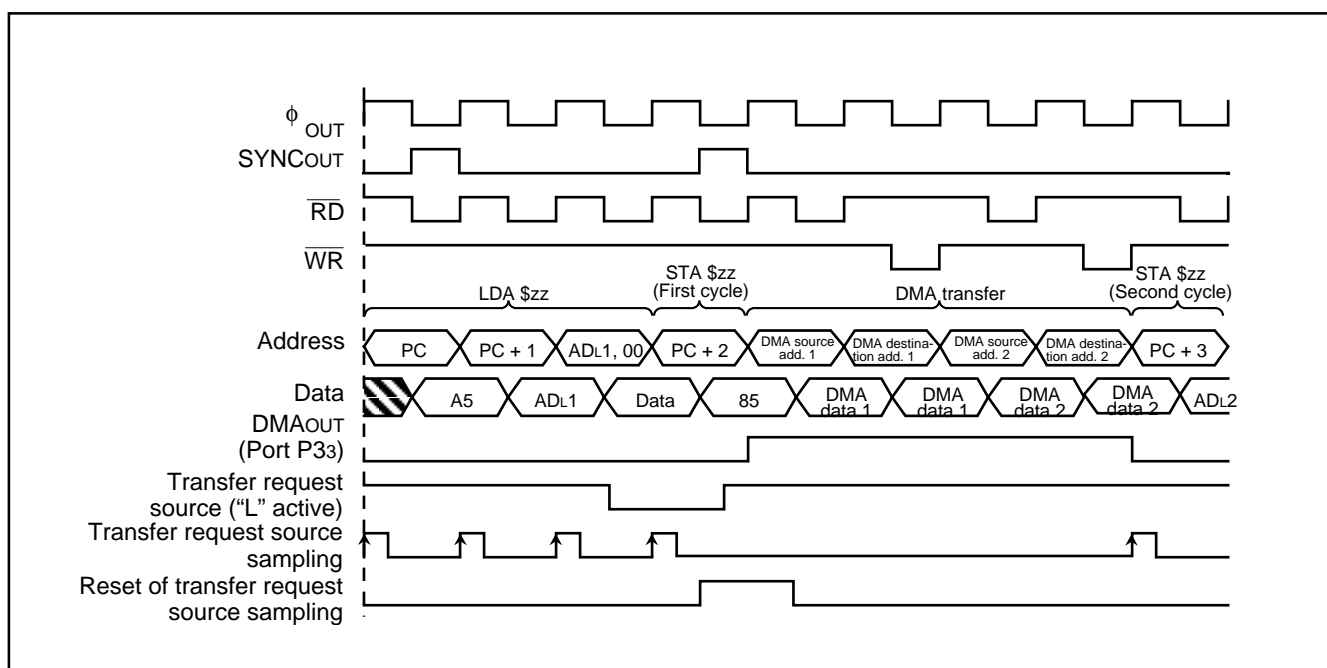 ϕ OUT
SYNCOUT
RD
WR
LDA $zz
STA $zz
(First cycle)
DMA transfer
STA $zz
(Second cycle)
Address
PC
PC + 1
ADL1, 00
PC + 2
DMA source
add. 1
DMA destina-
tion add. 1
DMA source
add. 2
DMA destina-
tion add. 2
PC + 3
Data
A5
ADL1
Data
85
DMA
data 1
DMA
data 1
DMA
data 2
DMA
data 2
ADL2
DMAOUT
(Port P33)
Transfer request
source (“L” active)
Transfer request source
sampling
Reset of transfer request
source sampling